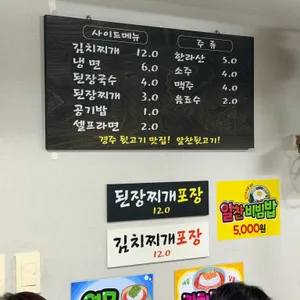 사이드메뉴
김치찌개 12.0
냉면 6.0
된장국수 4.0
된장찌개 3.0
공기밥 1.0
셀프라면 2.0
주류
한라산 5.0
소주 4.0
맥주 4.0
음료수 2.0
경주 뒷고기 맛집! 알찬뒷고기!
된장찌개포장
12.0
김치찌개포장
12.0
알찬비빔밥
5,000원